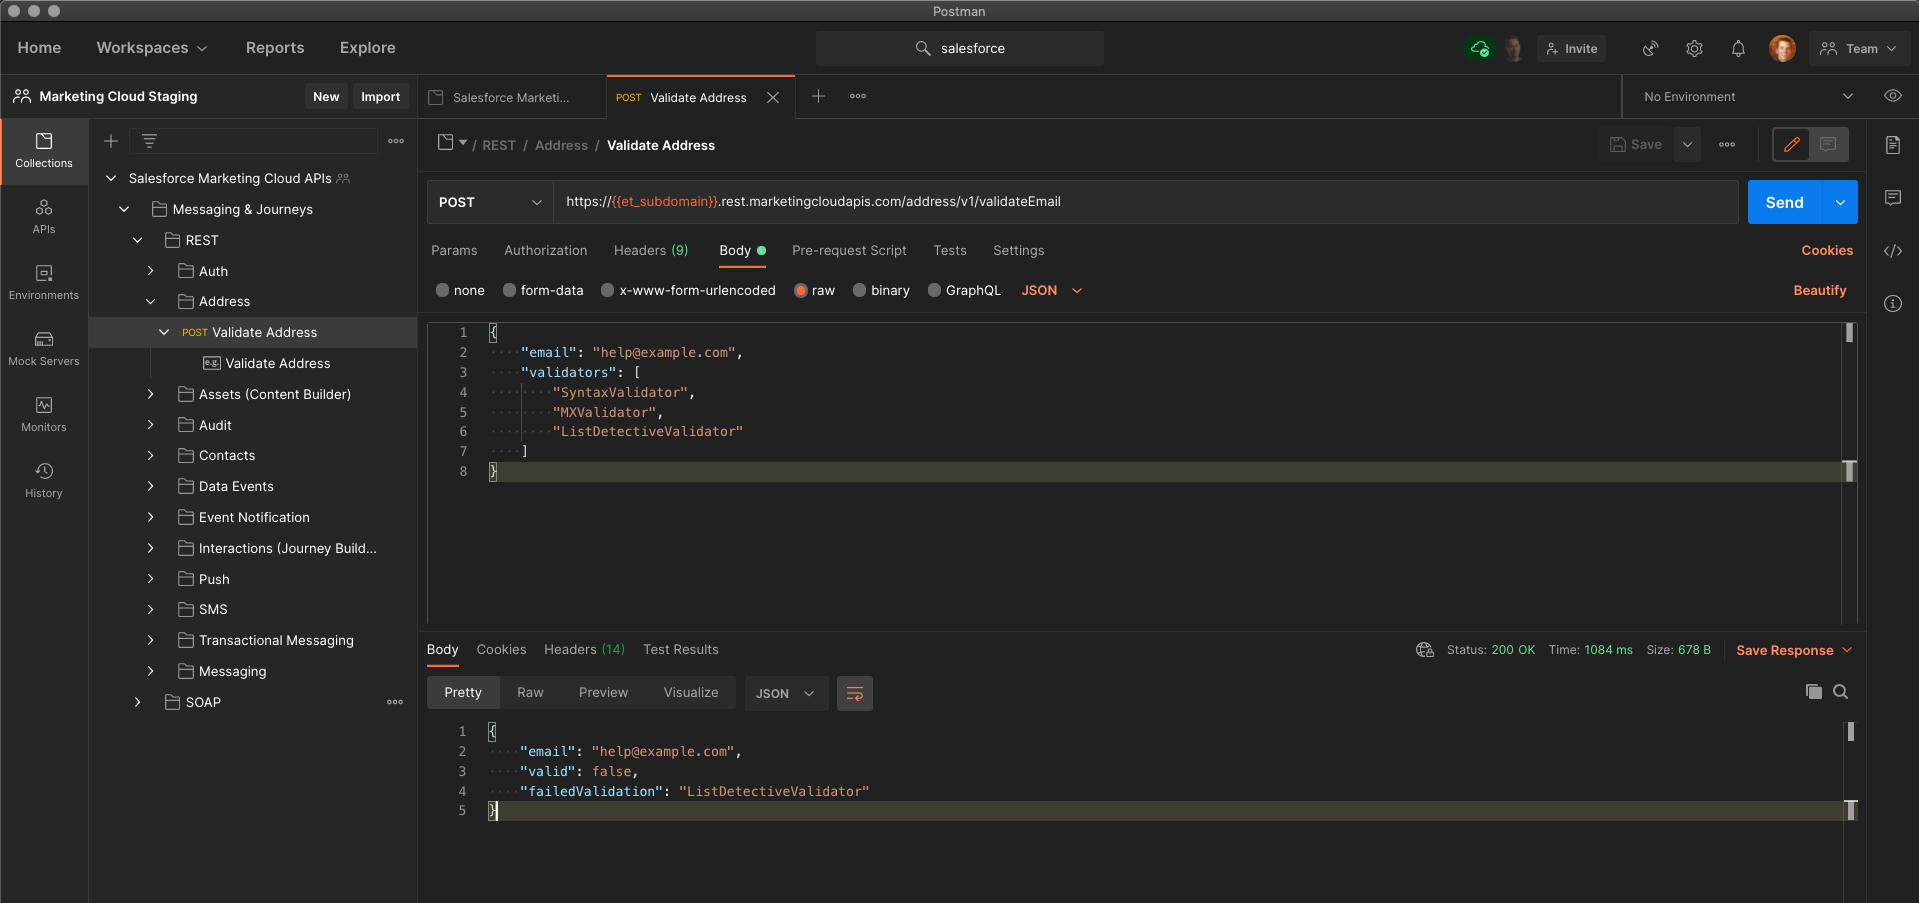 Postman
Home Workspaces Reports Explore salesforce Invite Team
Marketing Cloud Staging New Import Salesforce Marketi... POST Validate Address No Environment
Collections
APIs
Environments
Mock Servers
Monitors
History
Salesforce Marketing Cloud APIs
Messaging & Journeys
REST
Auth
Address
POST Validate Address
e.g. Validate Address
Assets (Content Builder)
Audit
Contacts
Data Events
Event Notification
Interactions (Journey Build...
Push
SMS
Transactional Messaging
Messaging
SOAP
/ REST / Address / Validate Address Save
POST https://{{et_subdomain}}.rest.marketingcloudapis.com/address/v1/validateEmail Send
Params Authorization Headers (9) Body Pre-request Script Tests Settings Cookies
none form-data x-www-form-urlencoded raw binary GraphQL JSON Beautify
1 {
2 "email": "help@example.com",
3 "validators": [
4 "SyntaxValidator",
5 "MXValidator",
6 "ListDetectiveValidator"
7 ]
8 }
Body Cookies Headers (14) Test Results Status: 200 OK Time: 1084 ms Size: 678 B Save Response
Pretty Raw Preview Visualize JSON
1 {
2 "email": "help@example.com",
3 "valid": false,
4 "failedValidation": "ListDetectiveValidator"
5 }